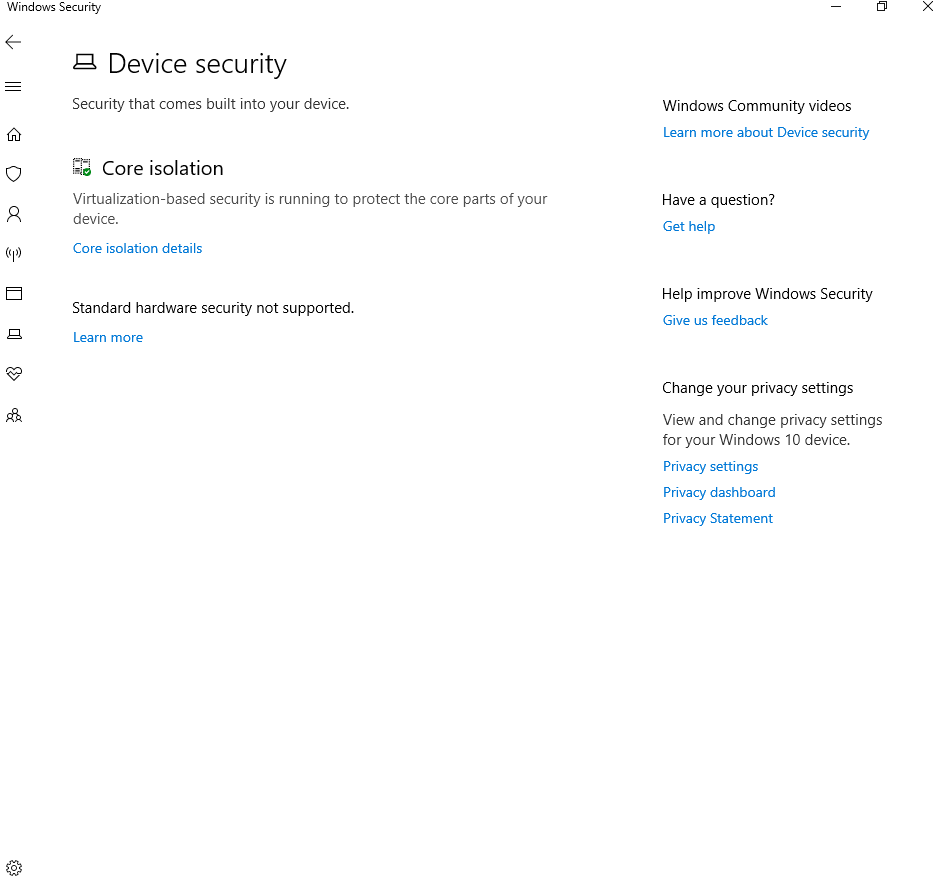 Windows Security
Device security
Security that comes built into your device.
Core isolation
Virtualization-based security is running to protect the core parts of your
device.
Core isolation details
Standard hardware security not supported.
Learn more
Windows Community videos
Learn more about Device security
Have a question?
Get help
Help improve Windows Security
Give us feedback
Change your privacy settings
View and change privacy settings
for your Windows 10 device.
Privacy settings
Privacy dashboard
Privacy Statement